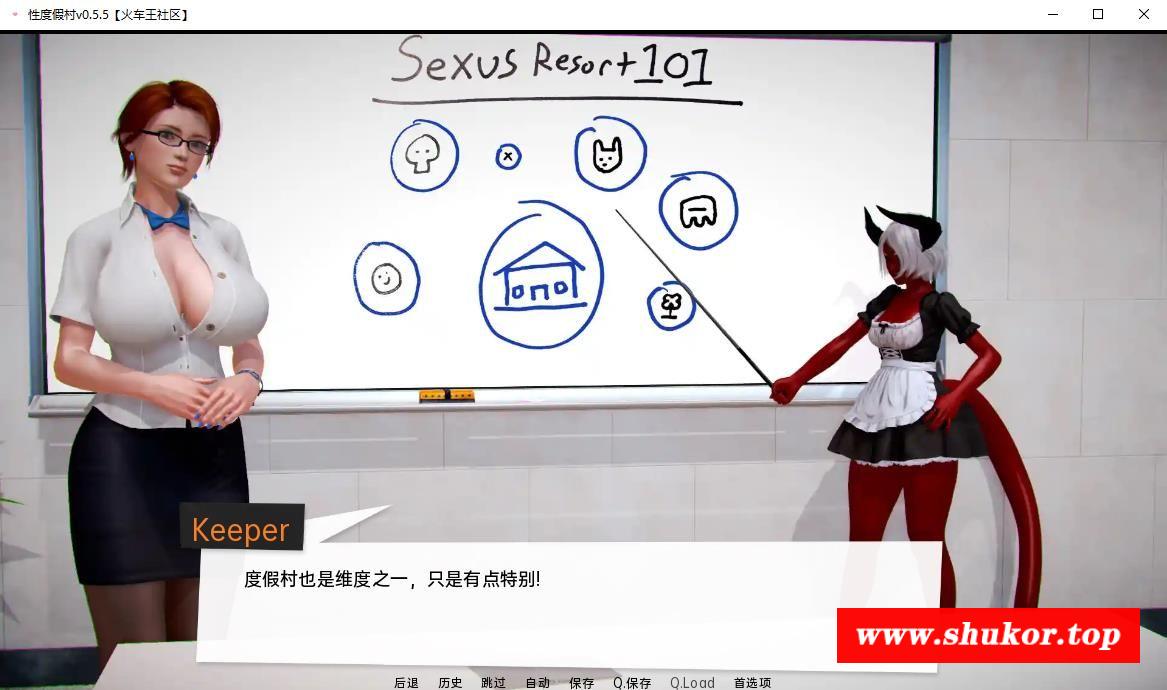 性度假村v0.5.5【火车王社区】
Sexus Resort 101
Keeper
度假村也是维度之一，只是有点特别!
www.shukor.top
后退 历史 跳过 自动 保存 Q.保存 Q.Load 首选项